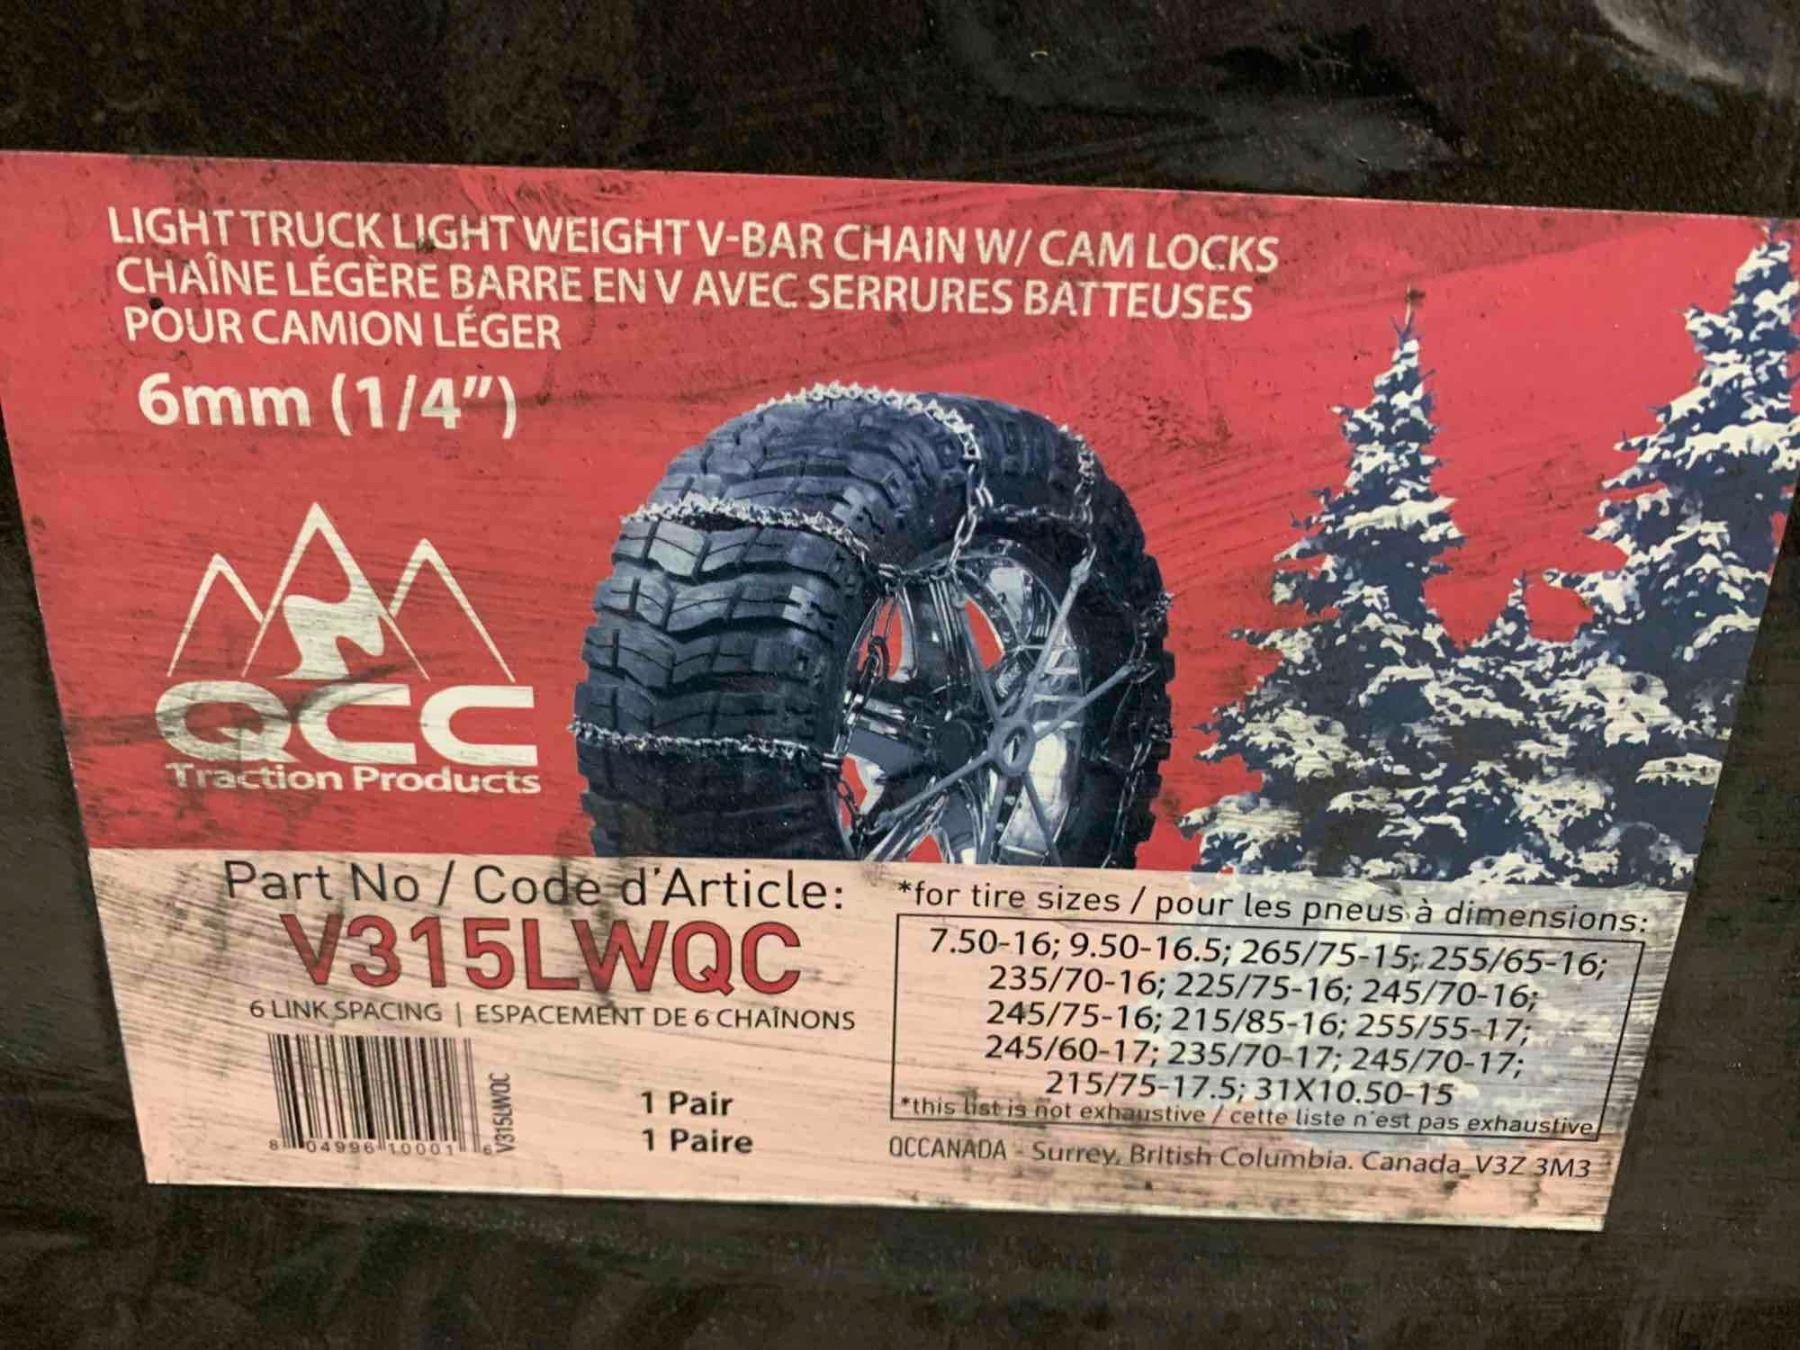 LIGHT TRUCK LIGHT WEIGHT V-BAR CHAIN W/ CAM LOCKS
CHAÎNE LÉGÈRE BARRE EN V AVEC SERRURES BATTEUSES
POUR CAMION LÉGER
6mm (1/4")
QCC
Traction Products
Part No / Code d'Article:
V315LWQC
6 LINK SPACING | ESPACEMENT DE 6 CHAÎNONS
8 04996 10001 6
V315LWQC
1 Pair
1 Paire
*for tire sizes / pour les pneus à dimensions:
7.50-16; 9.50-16.5; 265/75-15; 255/65-16;
235/70-16; 225/75-16; 245/70-16;
245/75-16; 215/85-16; 255/55-17;
245/60-17; 235/70-17; 245/70-17;
215/75-17.5; 31X10.50-15
*this list is not exhaustive / cette liste n'est pas exhaustive
QCCANADA - Surrey, British Columbia. Canada V3Z 3M3